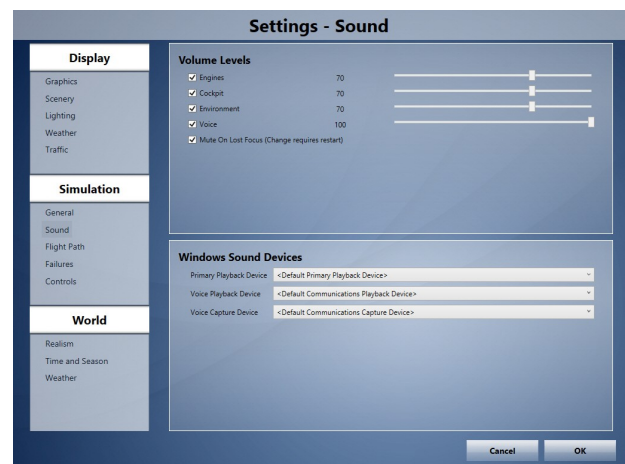 Settings - Sound
Display
Graphics
Scenery
Lighting
Weather
Traffic
Simulation
General
Sound
Flight Path
Failures
Controls
World
Realism
Time and Season
Weather
Volume Levels
Engines 70
Cockpit 70
Environment 70
Voice 100
Mute On Lost Focus (Change requires restart)
Windows Sound Devices
Primary Playback Device <Default Primary Playback Device>
Voice Playback Device <Default Communications Playback Device>
Voice Capture Device <Default Communications Capture Device>
Cancel OK